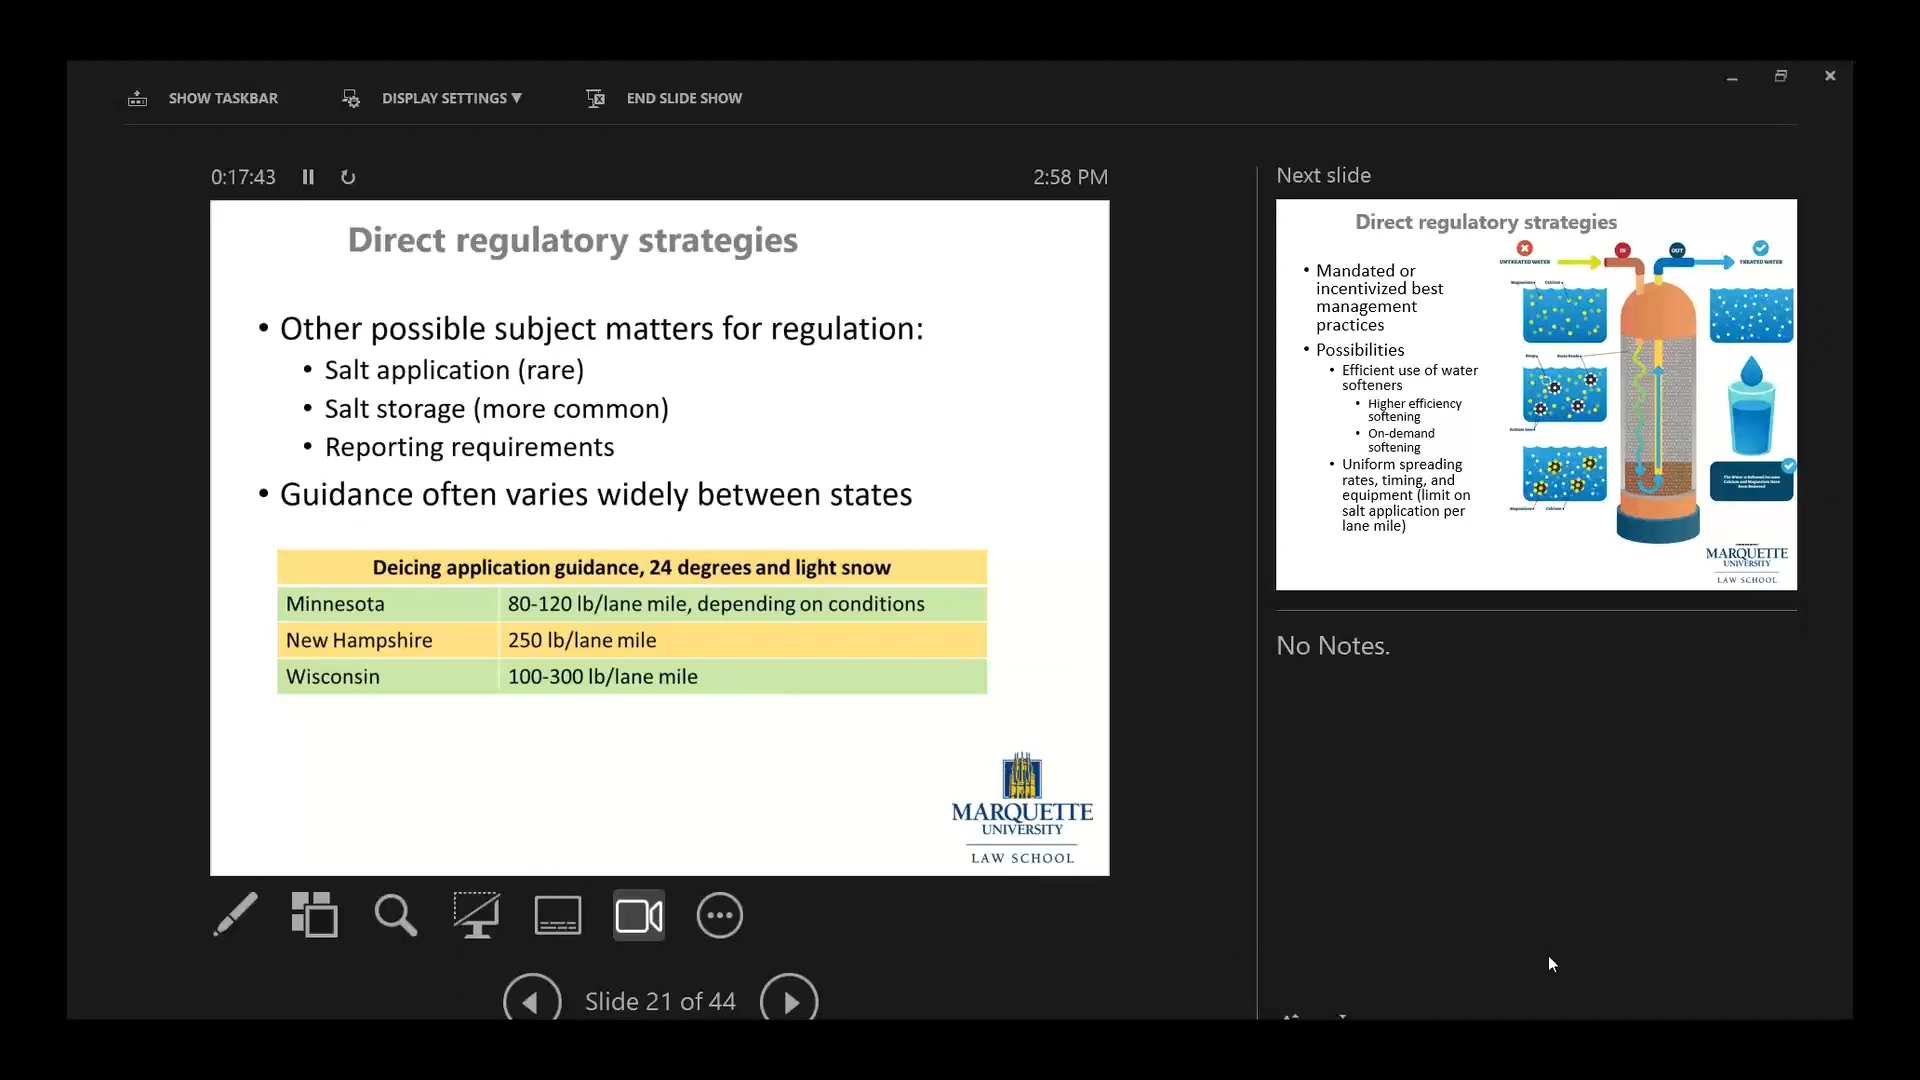 SHOW TASKBAR
DISPLAY SETTINGS ▼
END SLIDE SHOW
0:17:43
2:58 PM
Direct regulatory strategies
• Other possible subject matters for regulation:
• Salt application (rare)
• Salt storage (more common)
• Reporting requirements
• Guidance often varies widely between states
Deicing application guidance, 24 degrees and light snow
Minnesota 80-120 lb/lane mile, depending on conditions
New Hampshire 250 lb/lane mile
Wisconsin 100-300 lb/lane mile
MARQUETTE
UNIVERSITY
LAW SCHOOL
Slide 21 of 44
Next slide
Direct regulatory strategies
UNTREATED WATER
IN
OUT
TREATED WATER
• Mandated or
incentivized best
management
practices
• Possibilities
• Efficient use of water
softeners
• Higher efficiency
softening
• On-demand
softening
• Uniform spreading
rates, timing, and
equipment (limit on
salt application per
lane mile)
Magnesium
Calcium
Magnesium
Calcium
MARQUETTE
UNIVERSITY
LAW SCHOOL
No Notes.